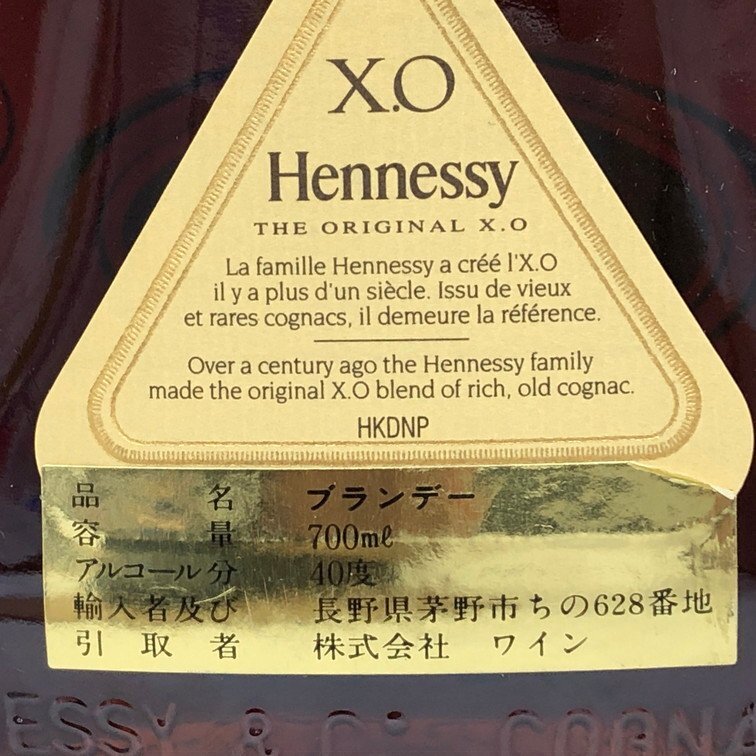 X.O
Hennessy
THE ORIGINAL X.O
La famille Hennessy a créé l'X.O
il y a plus d'un siècle. Issu de vieux
et rares cognacs, il demeure la référence.
Over a century ago the Hennessy family
made the original X.O blend of rich, old cognac.
HKDNP
品名 ブランデー
容量 700ml
アルコール分 40度
輸入者及び 長野県茅野市ちの628番地
引取者 株式会社 ワイン
ESSY & Co COGNA